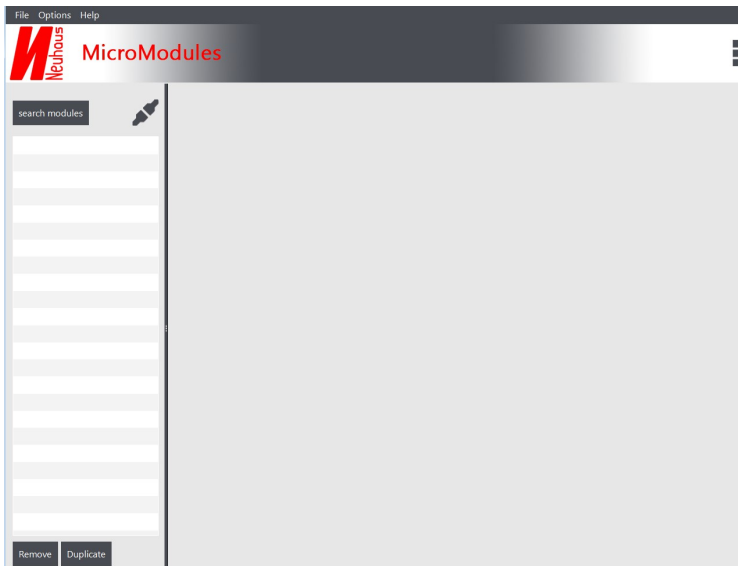 File Options Help
Neuhaus
MicroModules
search modules
Remove Duplicate